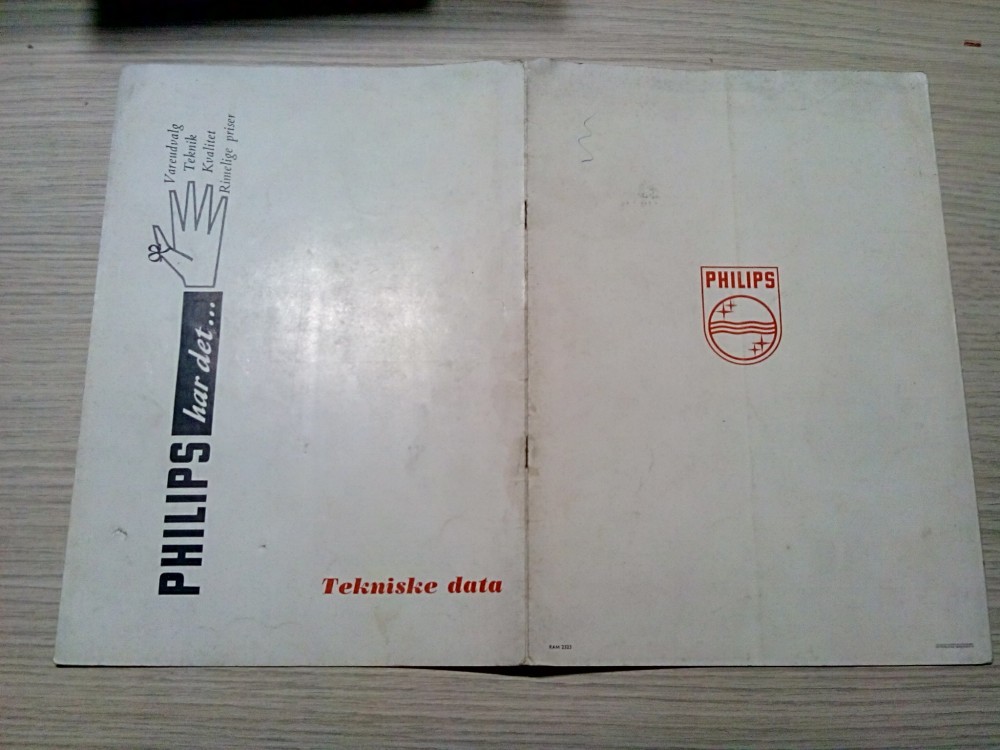 PHILIPS har det...
Vareudvalg
Teknik
Kvalitet
Rimelige priser
Tekniske data
PHILIPS